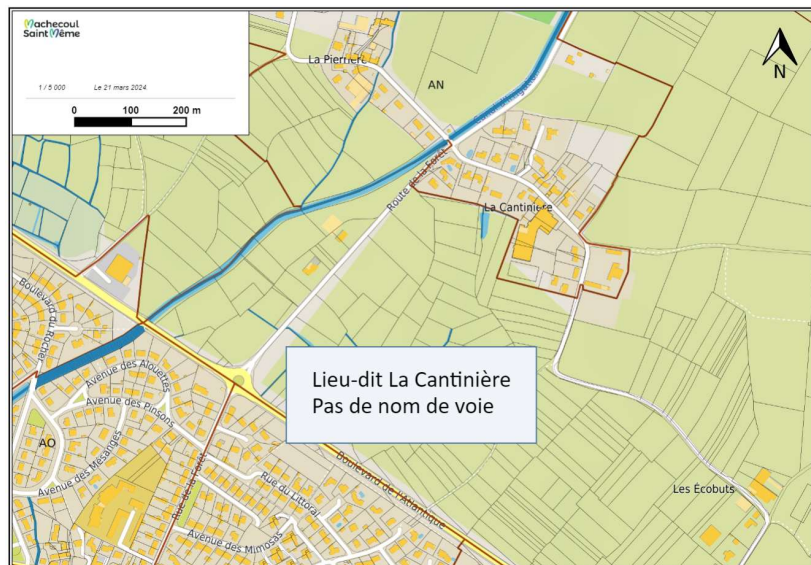 Machecoul
Saint Même
1 / 5 000 Le 21 mars 2024
0 100 200 m
N
La Pierrière
AN
Canal d'Amenée
Route de la Forêt
La Cantinière
Boulevard du Rocher
Avenue des Alouettes
Avenue des Pinsons
AO
Avenue des Mésanges
Rue de la Forêt
Lieu-dit La Cantinière
Pas de nom de voie
Boulevard de l'Atlantique
Rue du Littoral
Avenue des Mimosas
Les Écobuts